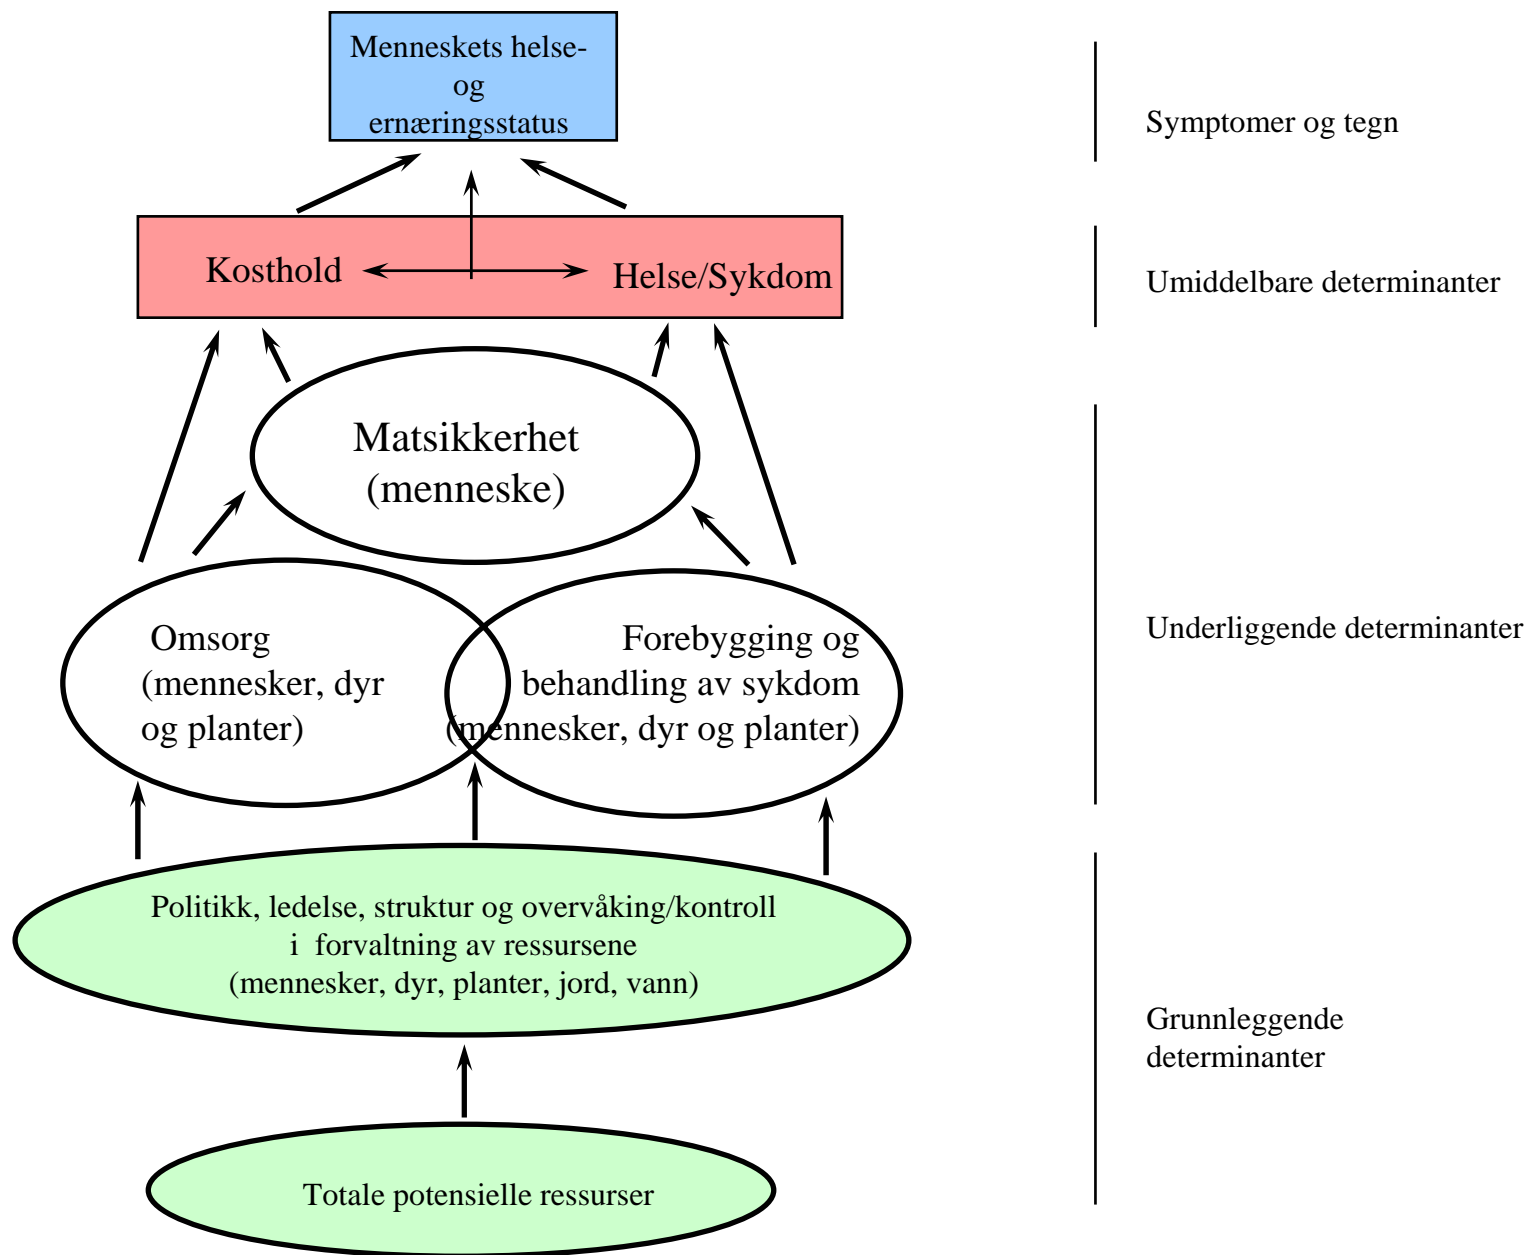 Menneskets helse-
og
ernæringsstatus
Symptomer og tegn
Kosthold
Helse/Sykdom
Umiddelbare determinanter
Matsikkerhet
(menneske)
Omsorg
(mennesker, dyr
og planter)
Forebygging og
behandling av sykdom
(mennesker, dyr og planter)
Underliggende determinanter
Politikk, ledelse, struktur og overvåking/kontroll
i forvaltning av ressursene
(mennesker, dyr, planter, jord, vann)
Grunnleggende
determinanter
Totale potensielle ressurser